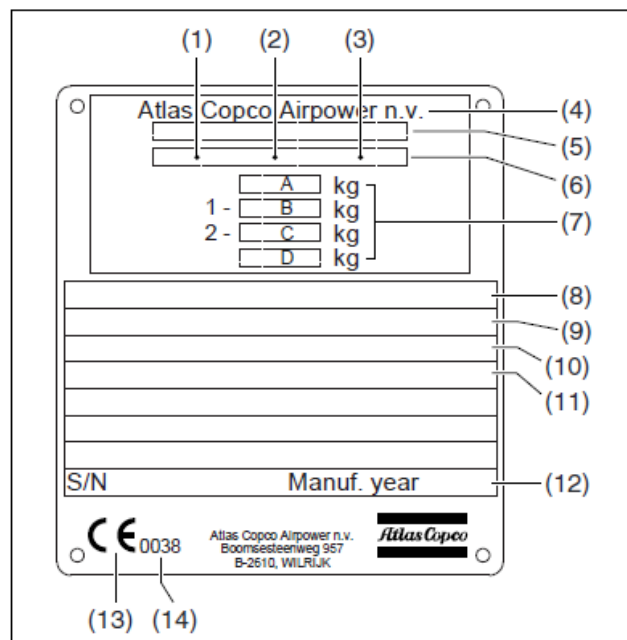 (1) (2) (3)
Atlas Copco Airpower n.v. (4)
(5)
(6)
A kg
1 - B kg (7)
2 - C kg
D kg
(8)
(9)
(10)
(11)
S/N Manuf. year (12)
CE 0038
Atlas Copco Airpower n.v.
Boomsesteenweg 957
B-2610, WILRIJK
Atlas Copco
(13) (14)